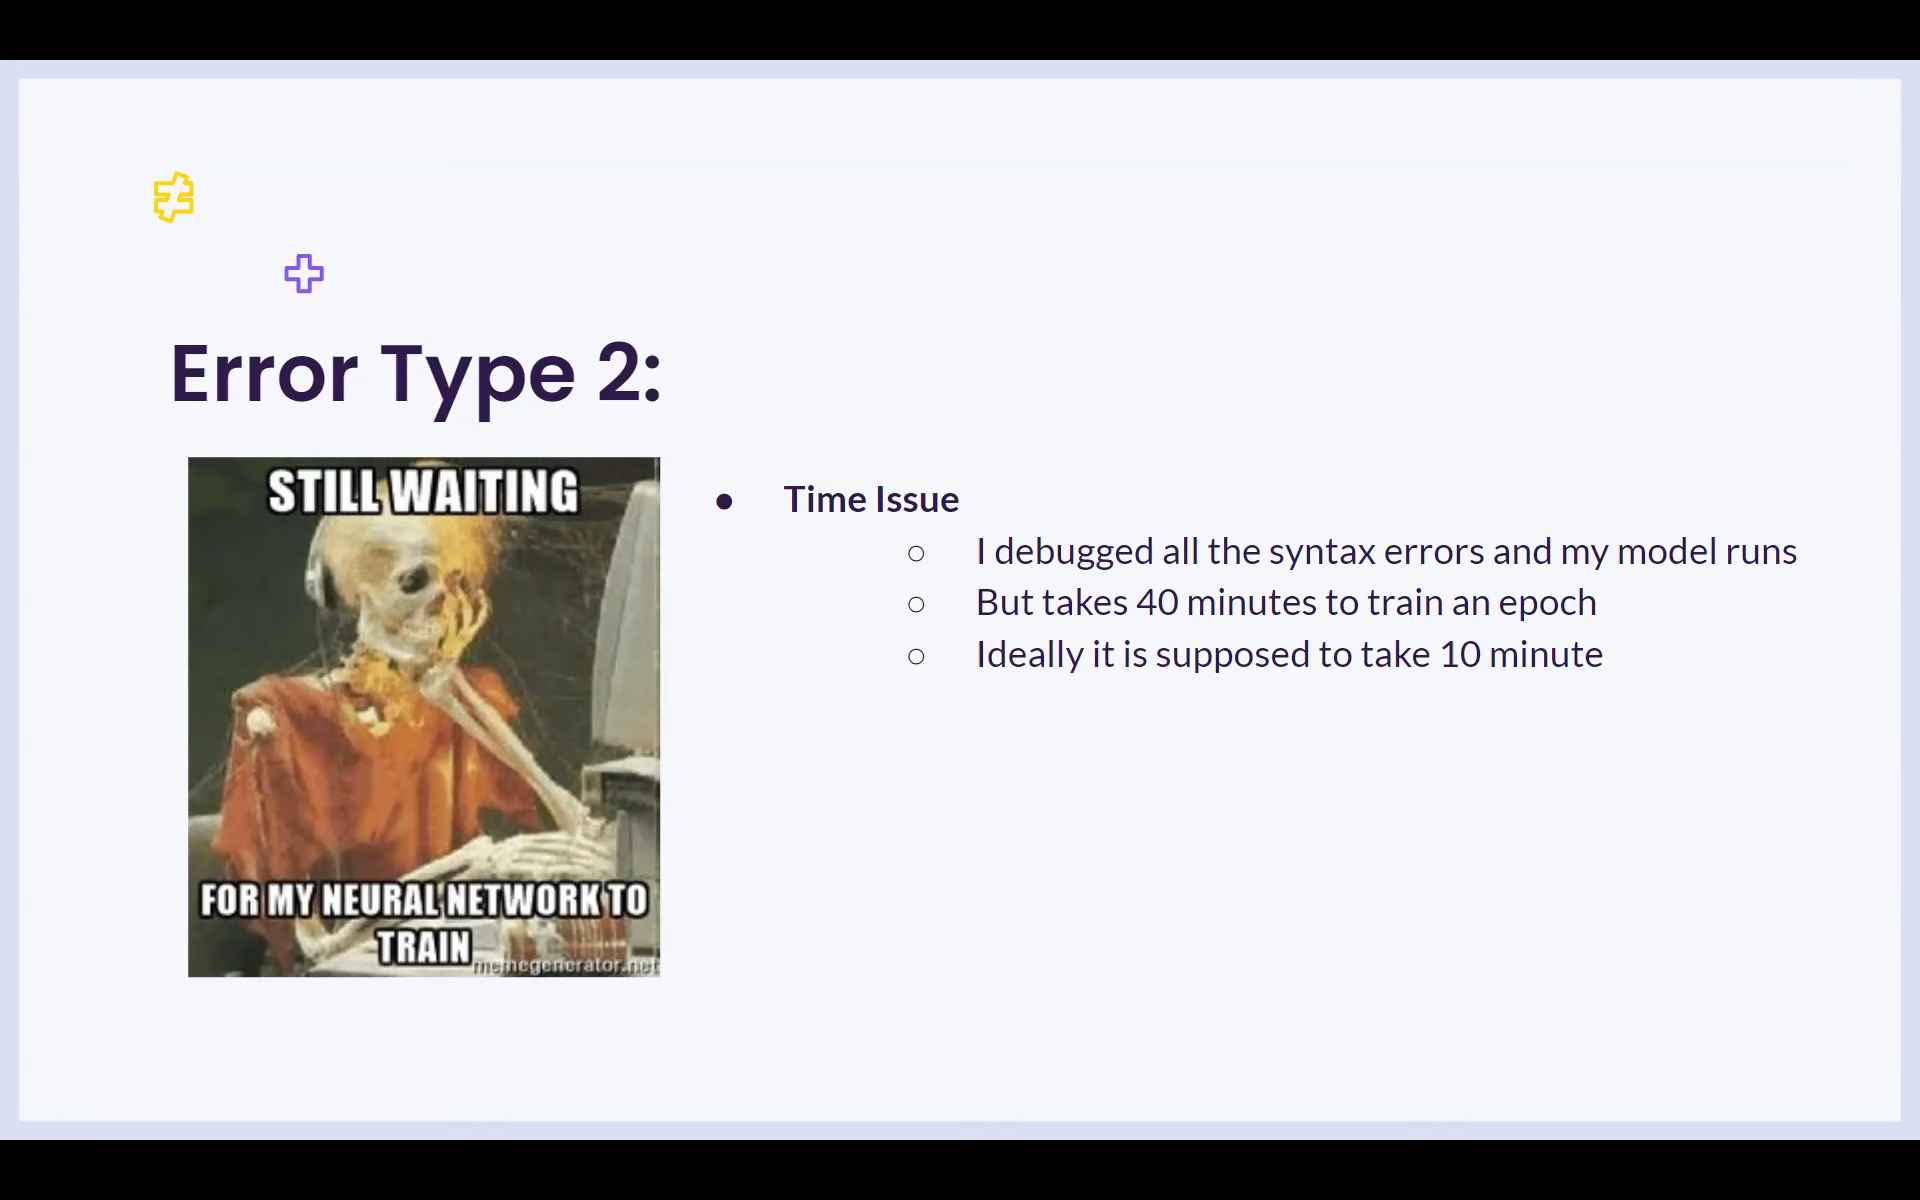 Error Type 2:
STILL WAITING
FOR MY NEURAL NETWORK TO
TRAIN
memegenerator.net
● Time Issue
○ I debugged all the syntax errors and my model runs
○ But takes 40 minutes to train an epoch
○ Ideally it is supposed to take 10 minute